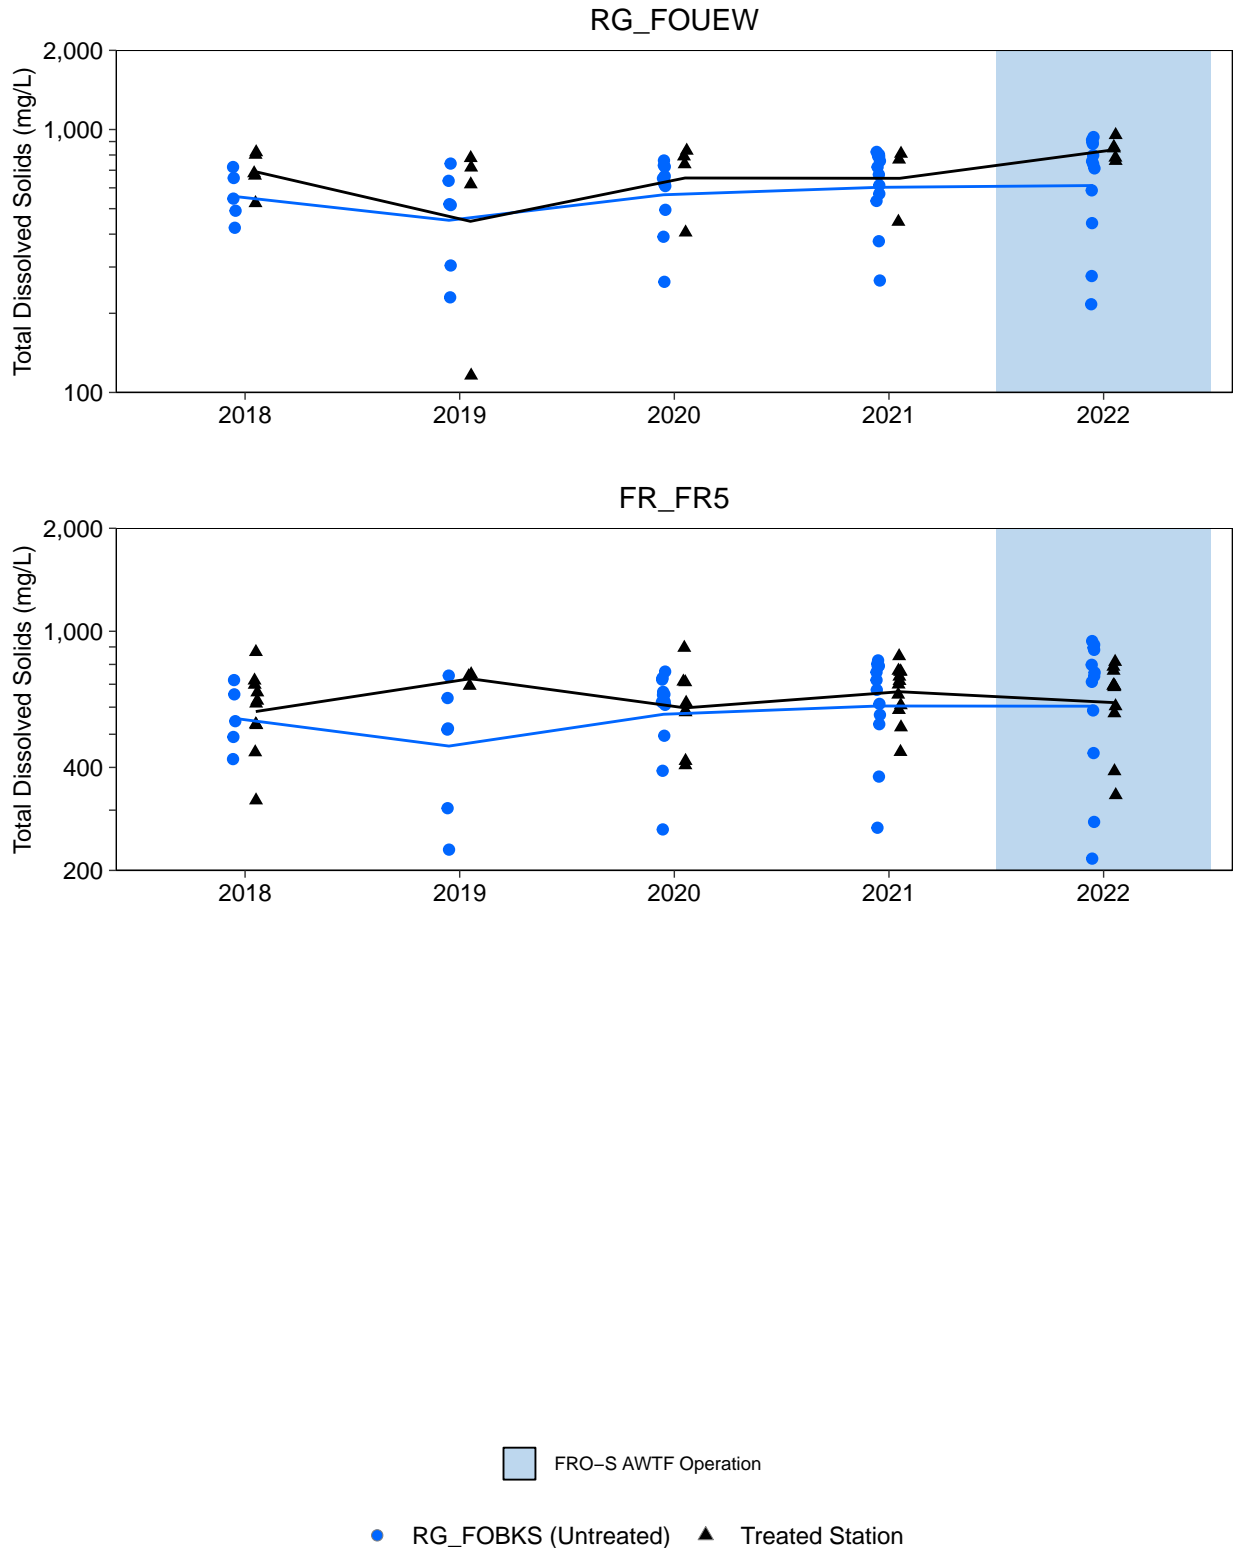 RG_FOUEW
Total Dissolved Solids (mg/L)
2,000
1,000
100
2018 2019 2020 2021 2022
FR_FR5
Total Dissolved Solids (mg/L)
2,000
1,000
400
200
2018 2019 2020 2021 2022
FRO−S AWTF Operation
RG_FOBKS (Untreated) Treated Station